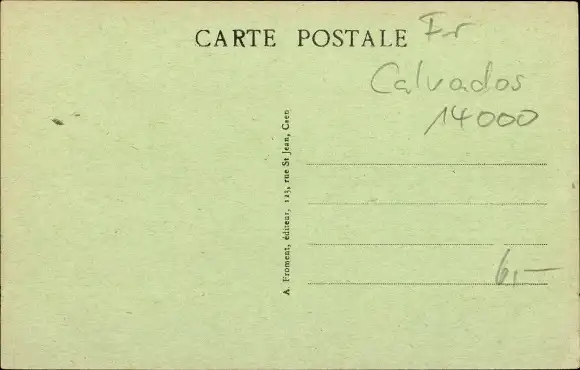 CARTE POSTALE Fr
Calvados
14000
A. Froment, éditeur, 123, rue St Jean, Caen
6,—